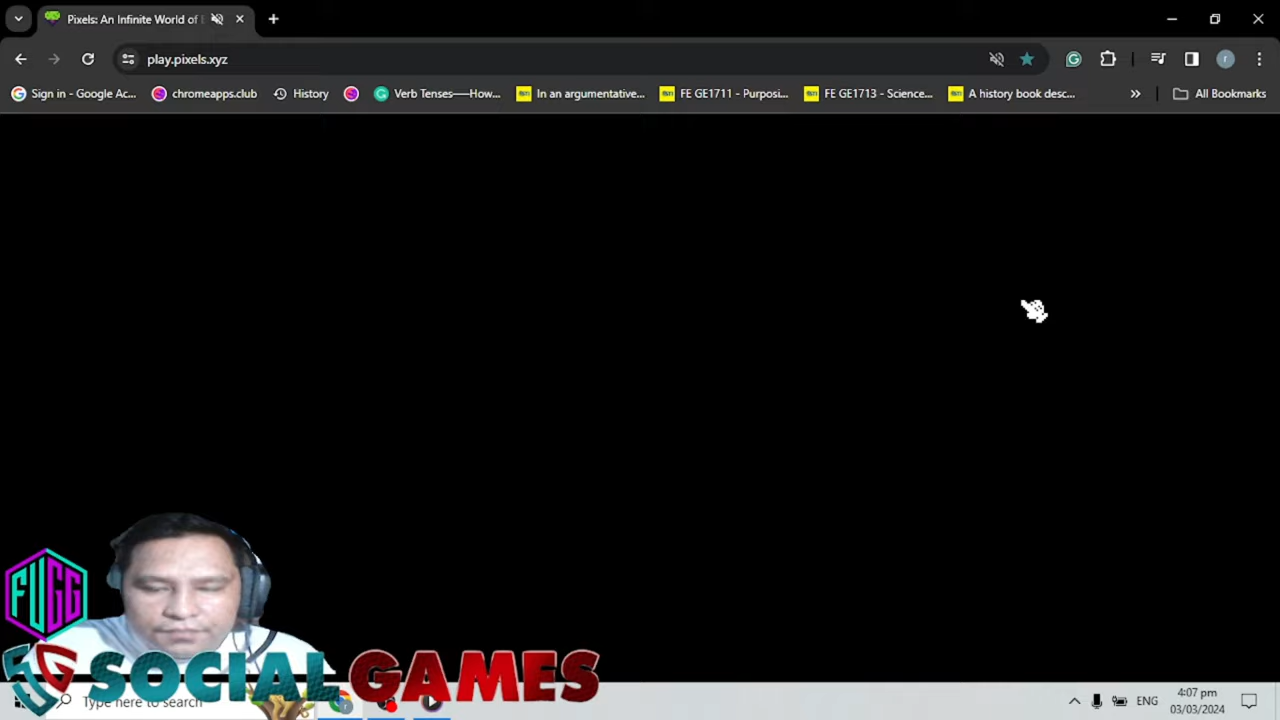 Pixels: An Infinite World of
play.pixels.xyz
Sign in - Google Ac...
chromeapps.club
History
Verb Tenses—–How...
In an argumentative...
FE GE1711 - Purposi...
FE GE1713 - Science...
A history book desc...
All Bookmarks
FUGG
SG SOCIAL GAMES
Type here to search
ENG
4:07 pm
03/03/2024